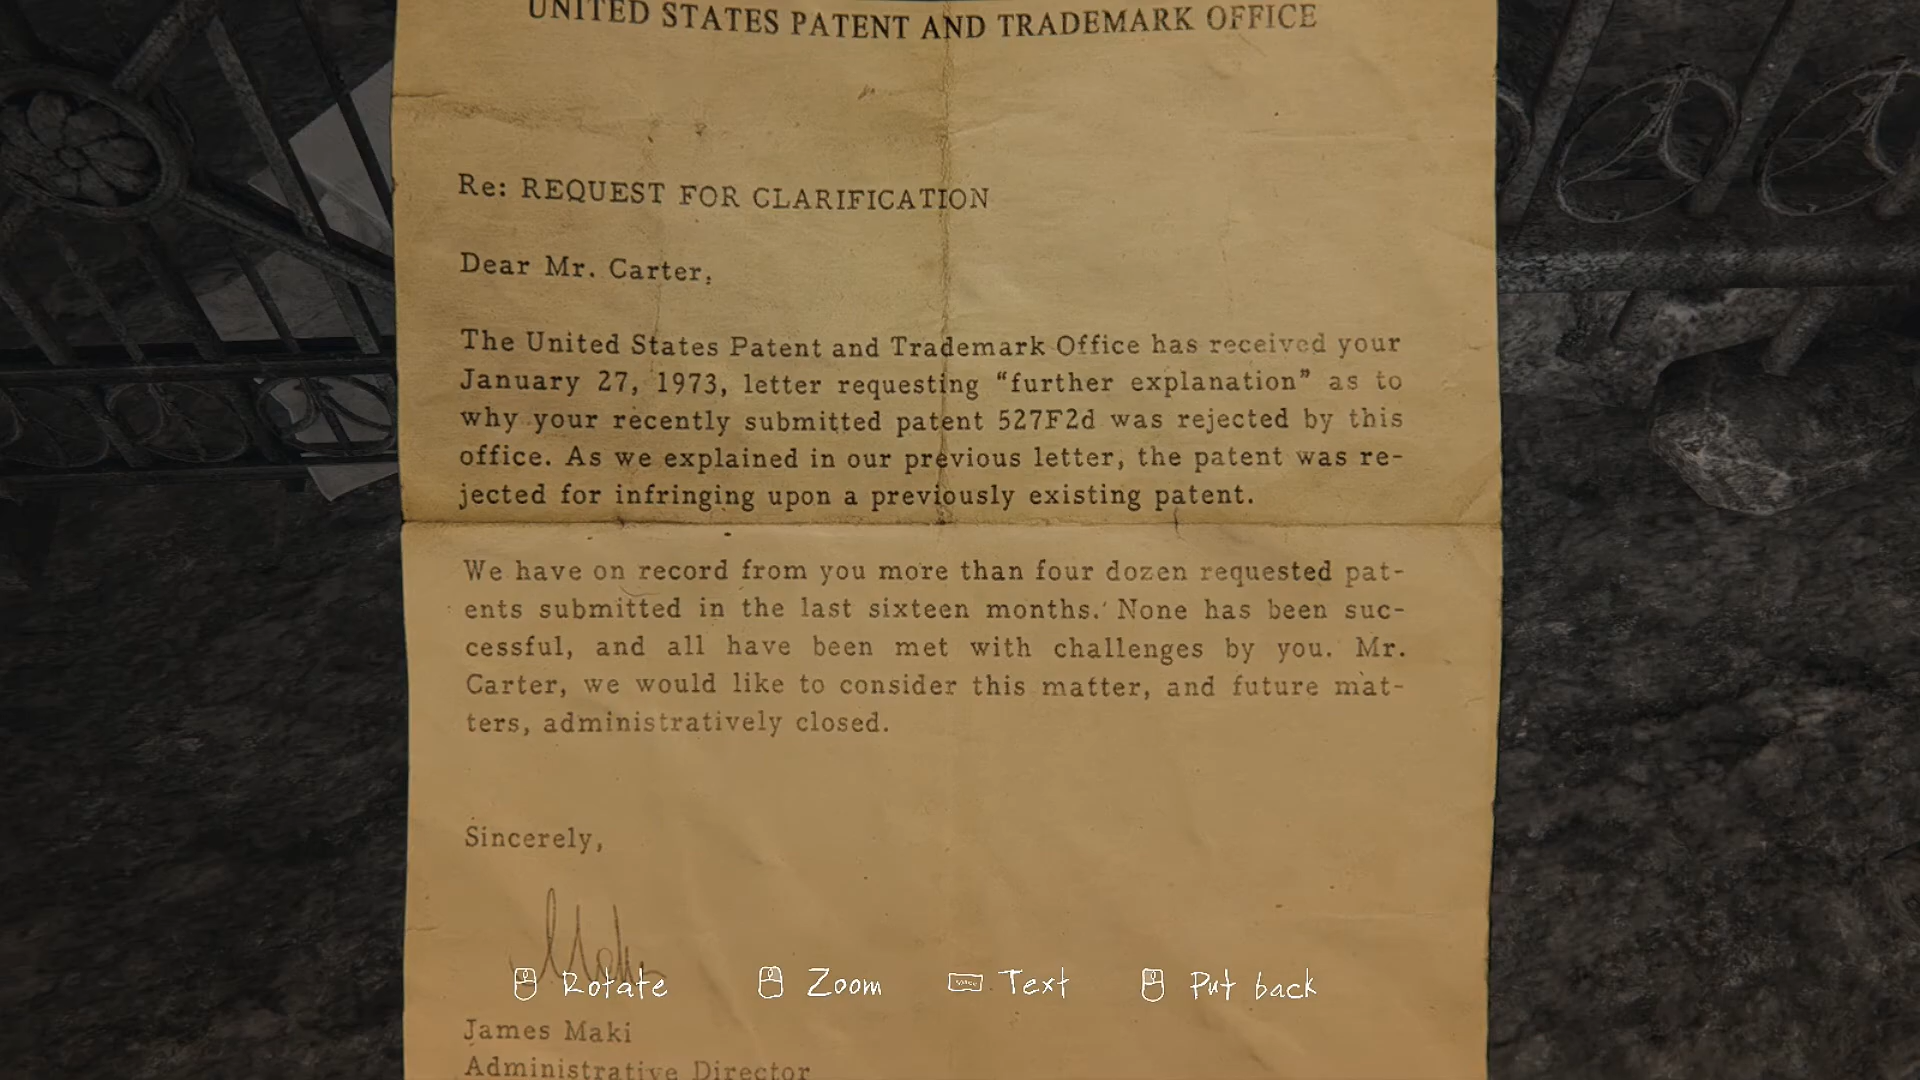 UNITED STATES PATENT AND TRADEMARK OFFICE
Re: REQUEST FOR CLARIFICATION
Dear Mr. Carter,
The United States Patent and Trademark Office has received your
January 27, 1973, letter requesting “further explanation” as to
why your recently submitted patent 527F2d was rejected by this
office. As we explained in our previous letter, the patent was re-
jected for infringing upon a previously existing patent.
We have on record from you more than four dozen requested pat-
ents submitted in the last sixteen months. None has been suc-
cessful, and all have been met with challenges by you. Mr.
Carter, we would like to consider this matter, and future mat-
ters, administratively closed.
Sincerely,
Rotate Zoom Text Put back
James Maki
Administrative Director